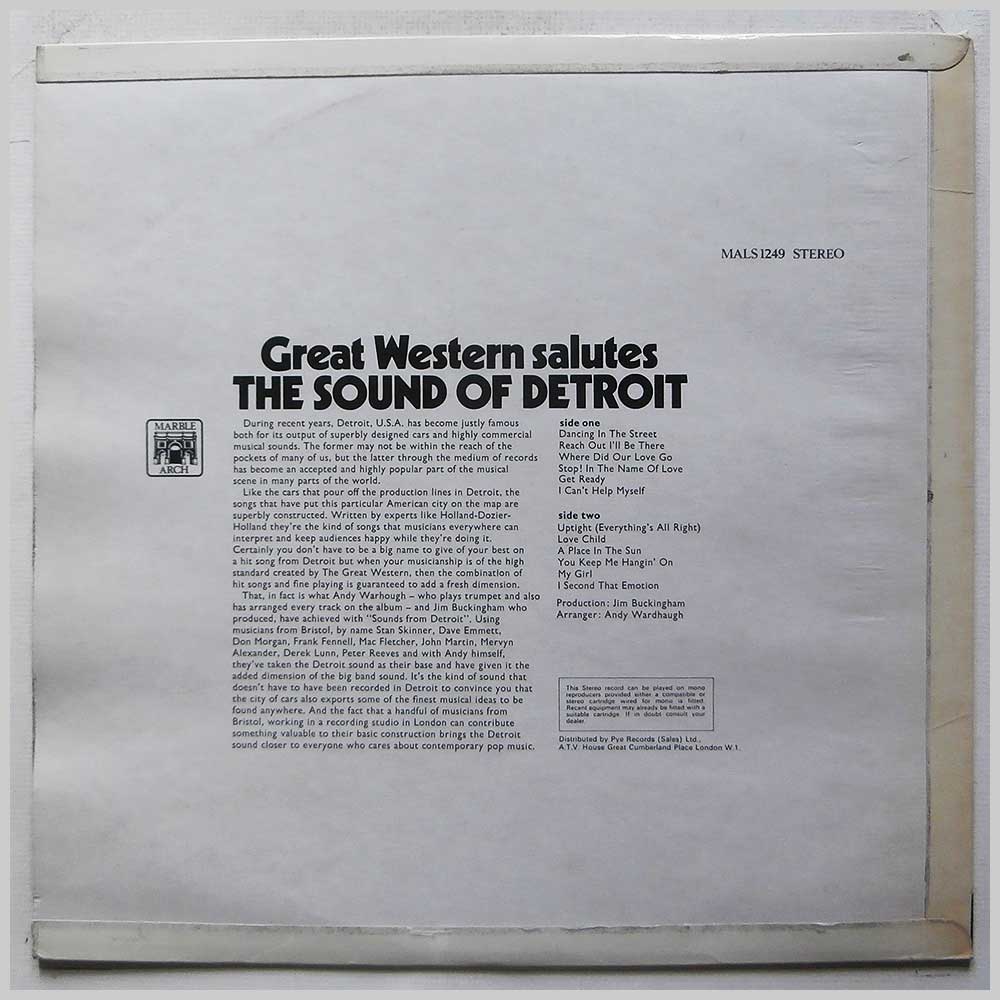 MALS 1249 STEREO
Great Western salutes
THE SOUND OF DETROIT
MARBLE
ARCH
During recent years, Detroit, U.S.A. has become justly famous
both for its output of superbly designed cars and highly commercial
musical sounds. The former may not be within the reach of the
pockets of many of us, but the latter through the medium of records
has become an accepted and highly popular part of the musical
scene in many parts of the world.
Like the cars that pour off the production lines in Detroit, the
songs that have put this particular American city on the map are
superbly constructed. Written by experts like Holland-Dozier-
Holland they're the kind of songs that musicians everywhere can
interpret and keep audiences happy while they're doing it.
Certainly you don't have to be a big name to give of your best on
a hit song from Detroit but when your musicianship is of the high
standard created by The Great Western, then the combination of
hit songs and fine playing is guaranteed to add a fresh dimension.
That, in fact is what Andy Warhough – who plays trumpet and also
has arranged every track on the album – and Jim Buckingham who
produced, have achieved with "Sounds from Detroit". Using
musicians from Bristol, by name Stan Skinner, Dave Emmett,
Don Morgan, Frank Fennell, Mac Fletcher, John Martin, Mervyn
Alexander, Derek Lunn, Peter Reeves and with Andy himself,
they've taken the Detroit sound as their base and have given it the
added dimension of the big band sound. It's the kind of sound that
doesn't have to have been recorded in Detroit to convince you that
the city of cars also exports some of the finest musical ideas to be
found anywhere. And the fact that a handful of musicians from
Bristol, working in a recording studio in London can contribute
something valuable to their basic construction brings the Detroit
sound closer to everyone who cares about contemporary pop music.
side one
Dancing In The Street
Reach Out I'll Be There
Where Did Our Love Go
Stop! In The Name Of Love
Get Ready
I Can't Help Myself
side two
Uptight (Everything's All Right)
Love Child
A Place In The Sun
You Keep Me Hangin' On
My Girl
I Second That Emotion
Production: Jim Buckingham
Arranger: Andy Wardhaugh
This Stereo record can be played on mono
reproducers provided either a compatible or
stereo cartridge wired for mono is fitted.
Recent equipment may already be fitted with a
suitable cartridge. If in doubt consult your
dealer.
Distributed by Pye Records (Sales) Ltd.,
A.T.V. House Great Cumberland Place London W.1.